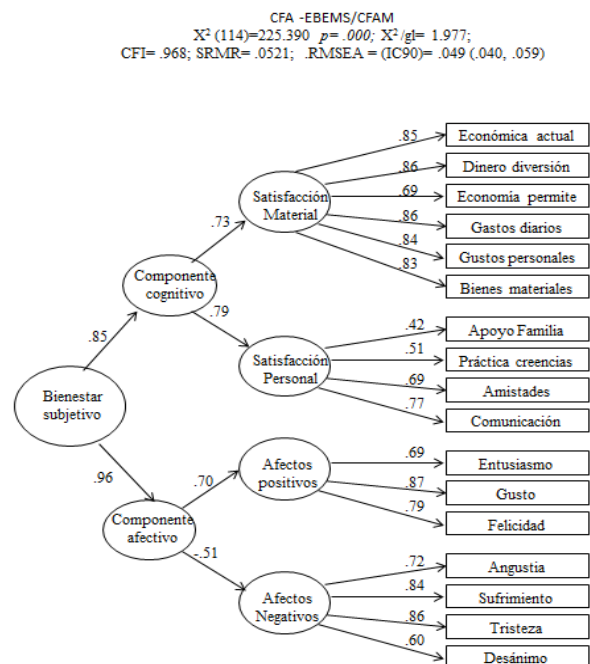 CFA -EBEMS/CFAM
X² (114)=225.390 p= .000; X² /gl= 1.977;
CFI= .968; SRMR= .0521; .RMSEA = (IC90)= .049 (.040, .059)
.85
Económica actual
.86
Dinero diversión
Satisfacción
Material
.69
Economía permite
.73
.86
Gastos diarios
.84
Gustos personales
.83
Bienes materiales
Componente
cognitivo
.79
.42
Apoyo Familia
.85
.51
Práctica creencias
Satisfacción
Personal
.69
Amistades
.77
Comunicación
Bienestar
subjetivo
.69
Entusiasmo
.96
.70
Afectos
positivos
.87
Gusto
.79
Felicidad
Componente
afectivo
-.51
.72
Angustia
.84
Sufrimiento
Afectos
Negativos
.86
Tristeza
.60
Desánimo